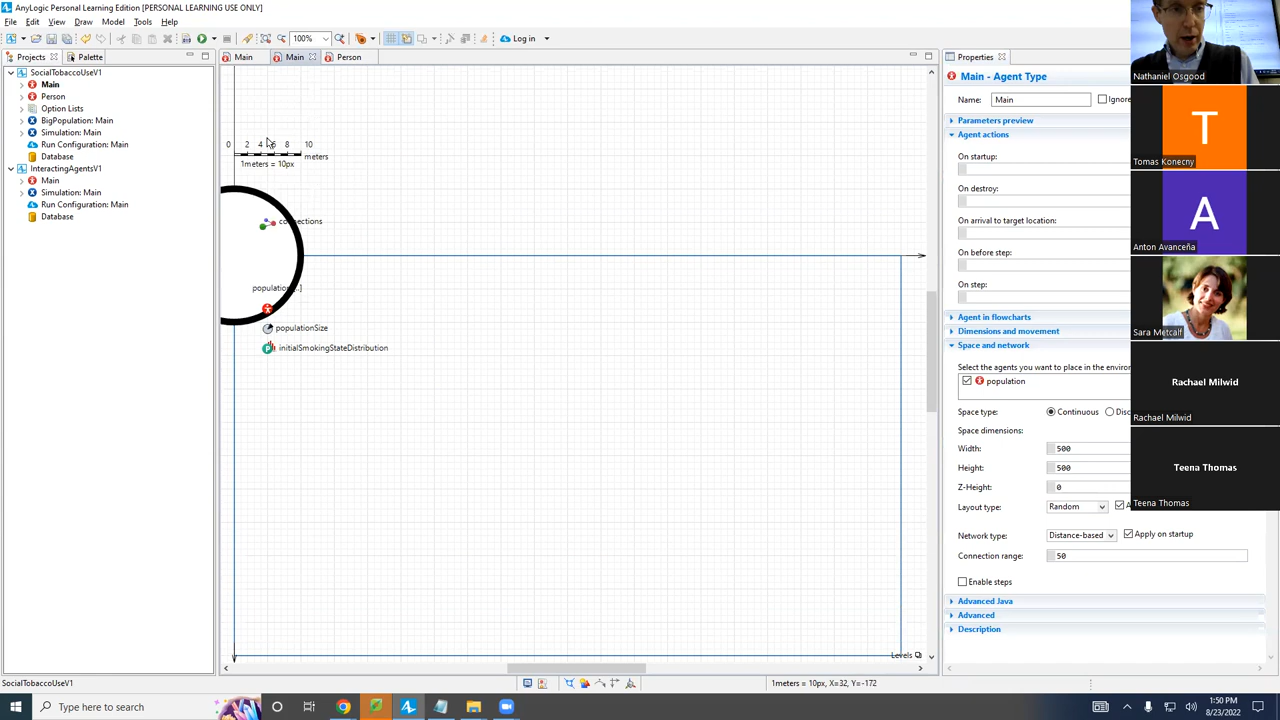 AnyLogic Personal Learning Edition [PERSONAL LEARNING USE ONLY]
File Edit View Draw Model Tools Help
100% Log in
Projects Palette
Main Main Person
Properties
SocialTobaccoUseV1
Main
Person
Option Lists
BigPopulation: Main
Simulation: Main
Run Configuration: Main
Database
InteractingAgentsV1
Main
Simulation: Main
Run Configuration: Main
Database
0 2 4 6 8 10
meters
1meters = 10px
connections
populationSize
initialSmokingStateDistribution
Levels
Main - Agent Type
Name: Main Ignore
Parameters preview
Agent actions
On startup:
On destroy:
On arrival to target location:
On before step:
On step:
Agent in flowcharts
Dimensions and movement
Space and network
Select the agents you want to place in the enviro
population
Space type: Continuous Disc
Space dimensions:
Width: 500
Height: 500
Z-Height: 0
Layout type: Random A
Network type: Distance-based Apply on startup
Connection range: 50
Enable steps
Advanced Java
Advanced
Description
Nathaniel Osgood
T
Tomas Konecny
A
Anton Avanceña
Sara Metcalf
Rachael Milwid
Rachael Milwid
Teena Thomas
Teena Thomas
SocialTobaccoUseV1
1meters = 10px, X=32, Y=-172
Type here to search
1:50 PM
8/23/2022